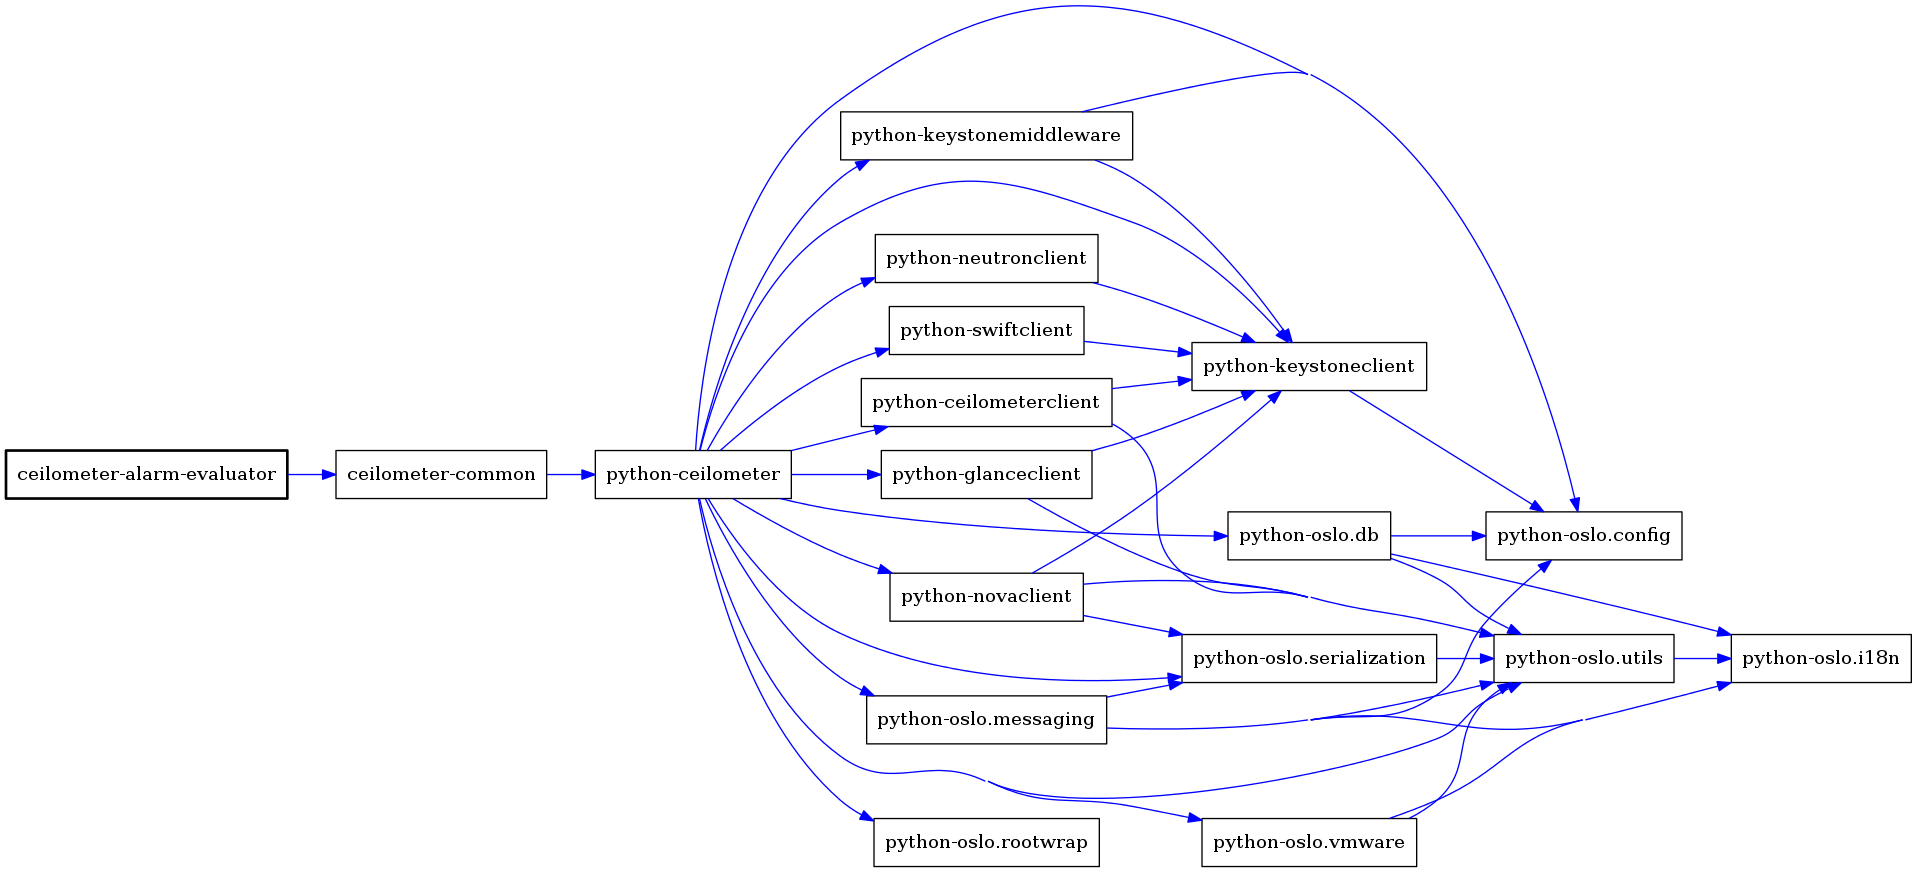 python-keystonemiddleware
python-neutronclient
python-swiftclient
python-keystoneclient
python-ceilometerclient
ceilometer-alarm-evaluator
ceilometer-common
python-ceilometer
python-glanceclient
python-oslo.db
python-oslo.config
python-novaclient
python-oslo.serialization
python-oslo.utils
python-oslo.i18n
python-oslo.messaging
python-oslo.rootwrap
python-oslo.vmware